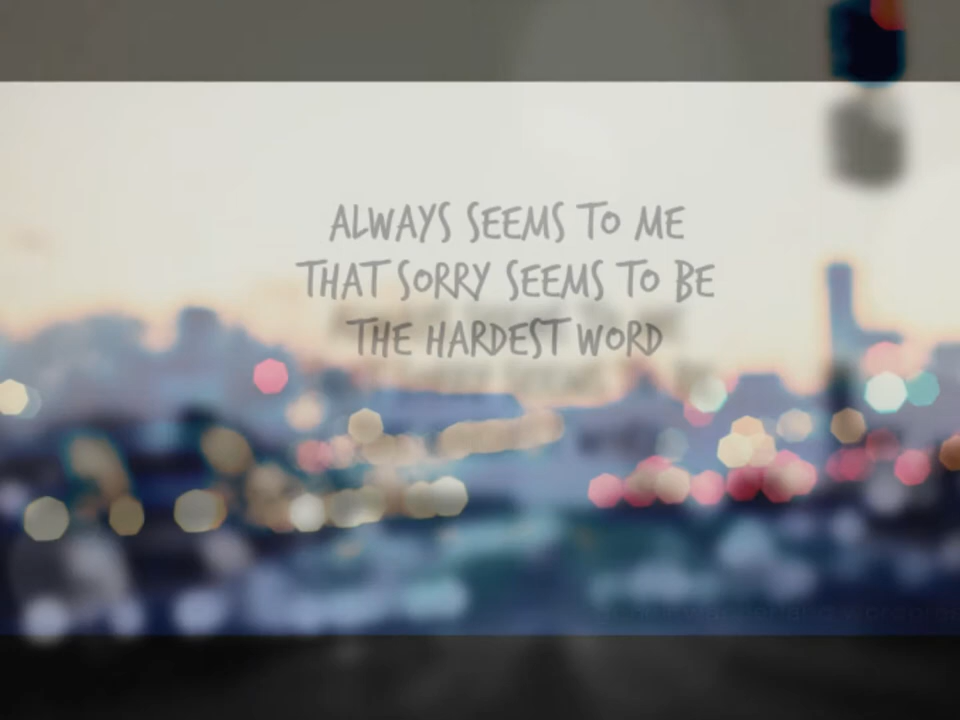 ALWAYS SEEMS TO ME
THAT SORRY SEEMS TO BE
THE HARDEST WORD